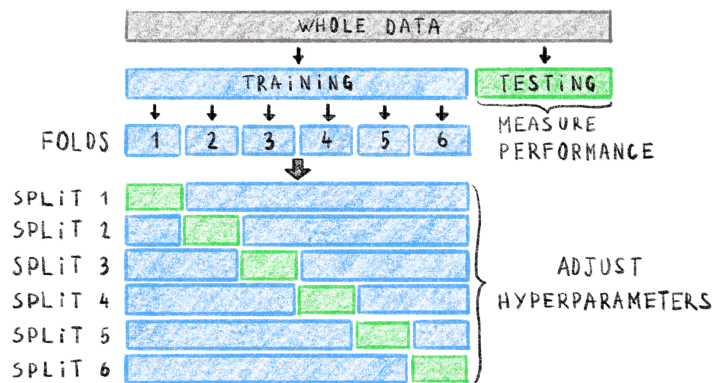 WHOLE DATA
TRAiNiNG TESTiNG
MEASURE
PERFORMANCE
FOLDS 1 2 3 4 5 6
SPLiT 1
SPLiT 2
SPLiT 3
SPLiT 4
SPLiT 5
SPLiT 6
ADJUST
HYPERPARAMETERS